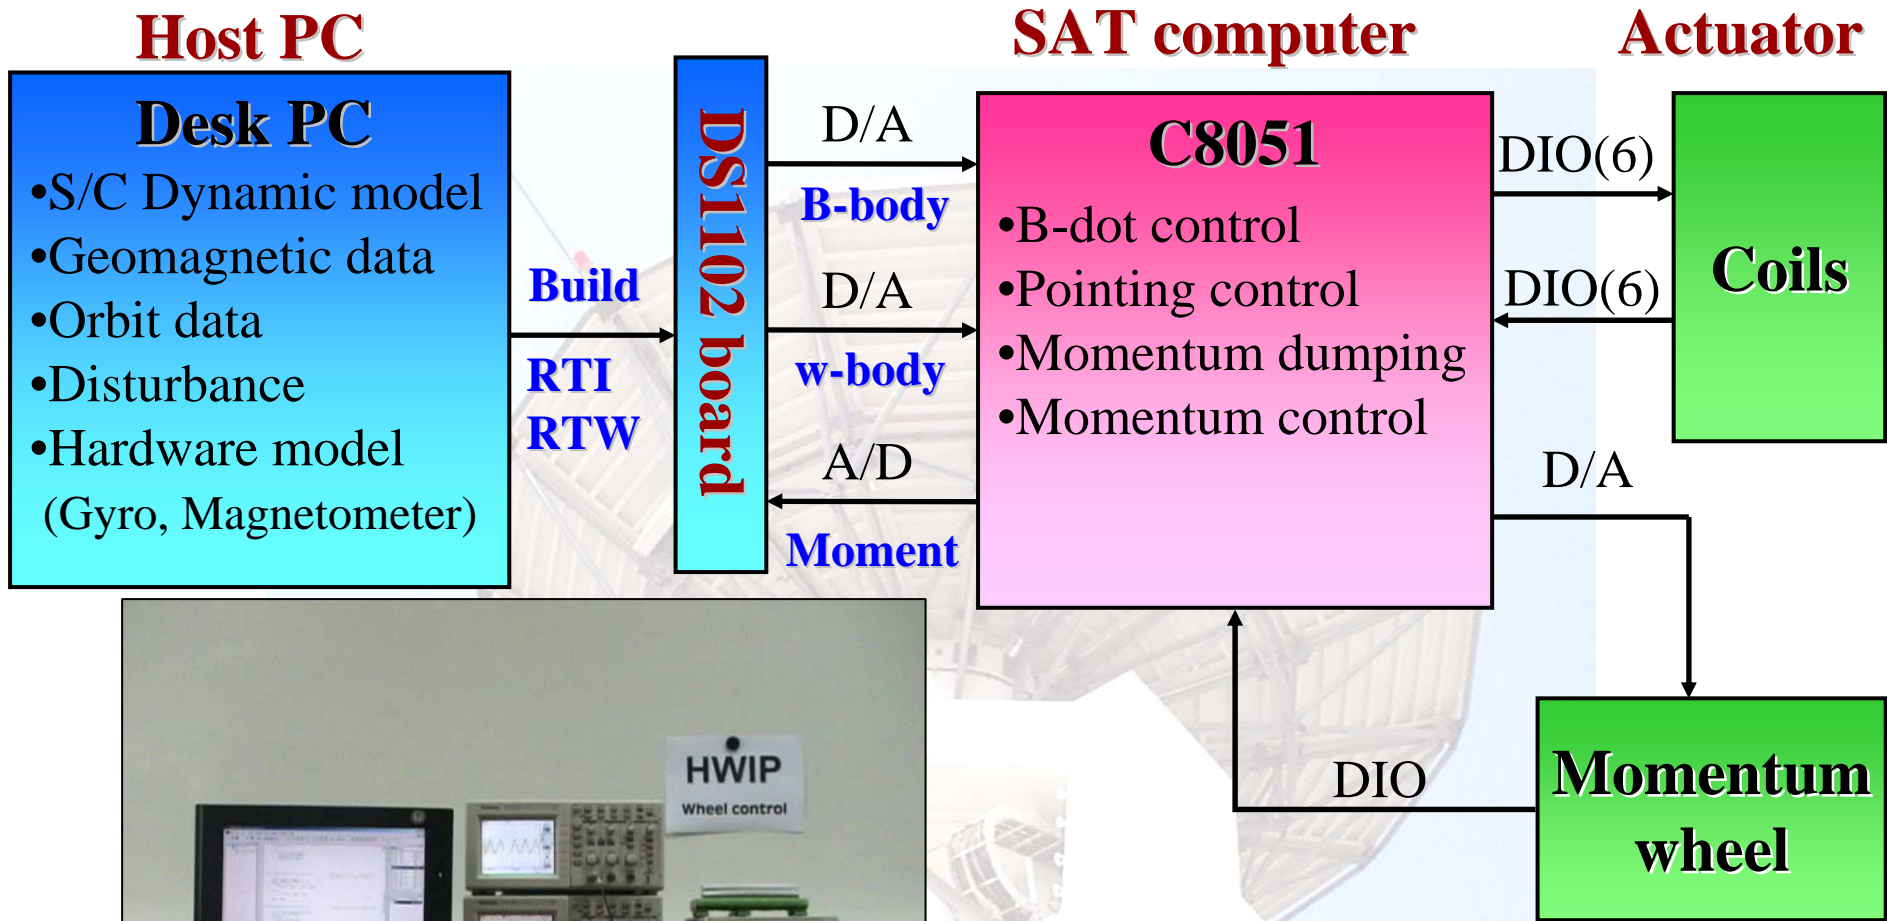 Host PC
SAT computer
Actuator
Desk PC
•S/C Dynamic model
•Geomagnetic data
•Orbit data
•Disturbance
•Hardware model
(Gyro, Magnetometer)
Build
RTI
RTW
DS1102 board
D/A
B-body
D/A
w-body
A/D
Moment
C8051
•B-dot control
•Pointing control
•Momentum dumping
•Momentum control
DIO(6)
DIO(6)
Coils
D/A
DIO
Momentum
wheel
HWIP
Wheel control